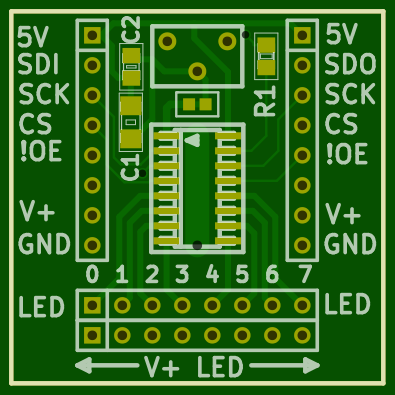 5V C2 5V
SDI SDO
SCK R1 SCK
CS CS
!OE C1 !OE
V+ V+
GND GND
0 1 2 3 4 5 6 7
LED LED
V+ LED